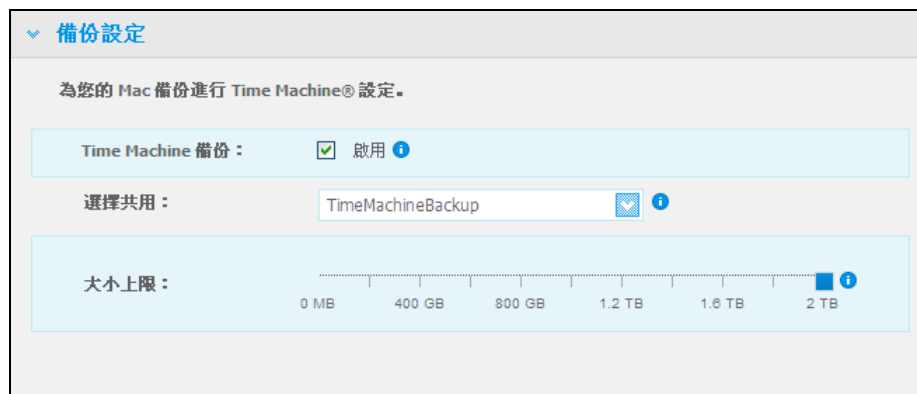 備份設定
為您的 Mac 備份進行 Time Machine® 設定。
Time Machine 備份： 啟用
選擇共用： TimeMachineBackup
大小上限：
0 MB 400 GB 800 GB 1.2 TB 1.6 TB 2 TB